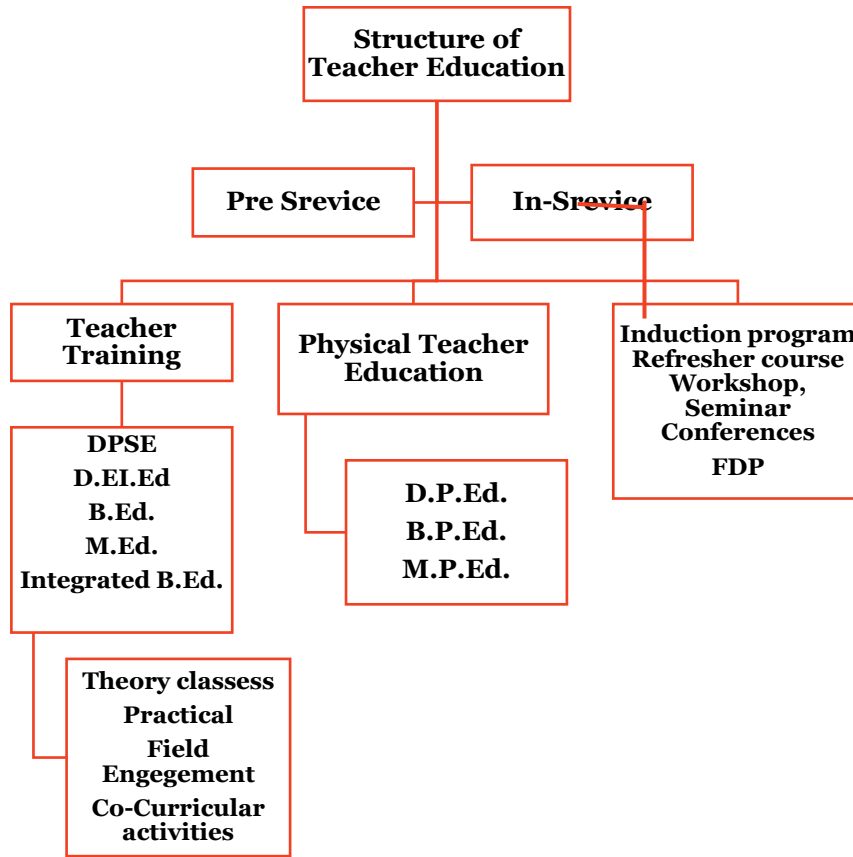 Structure of
Teacher Education
Pre Srevice
In-Srevice
Teacher
Training
Physical Teacher
Education
Induction program
Refresher course
Workshop,
Seminar
Conferences
FDP
DPSE
D.EI.Ed
B.Ed.
M.Ed.
Integrated B.Ed.
D.P.Ed.
B.P.Ed.
M.P.Ed.
Theory classess
Practical
Field
Engegement
Co-Curricular
activities